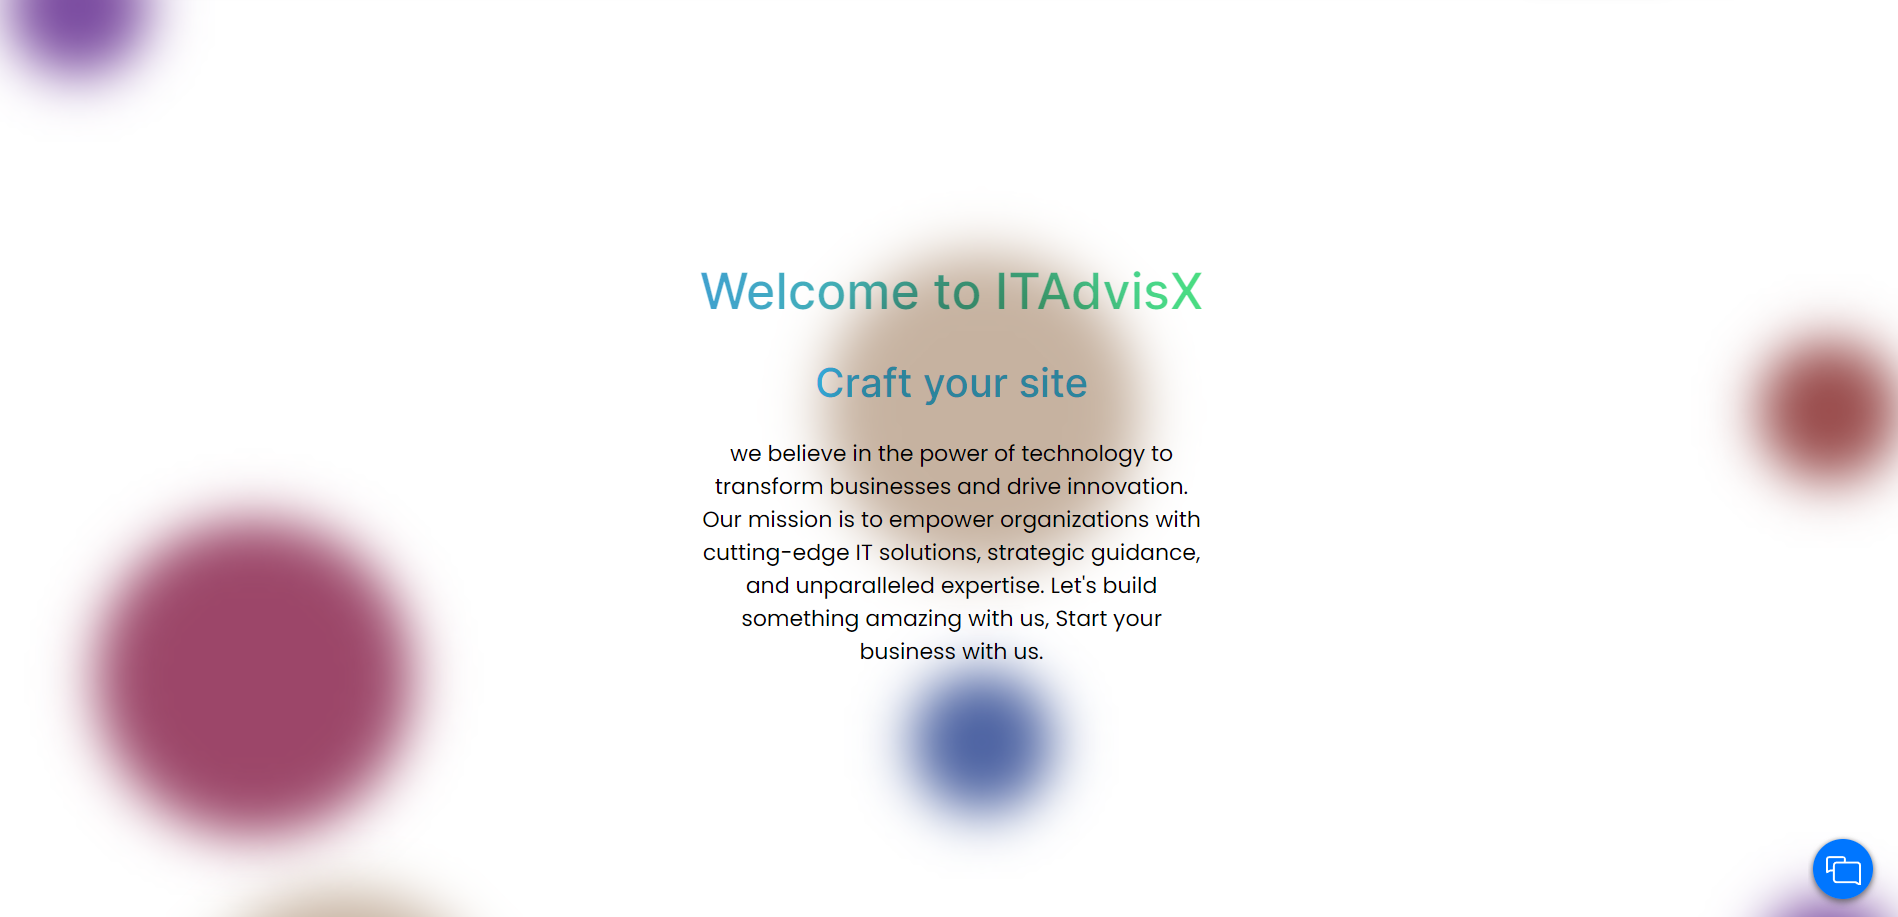 Welcome to ITAdvisX
Craft your site
we believe in the power of technology to
transform businesses and drive innovation.
Our mission is to empower organizations with
cutting-edge IT solutions, strategic guidance,
and unparalleled expertise. Let's build
something amazing with us, Start your
business with us.